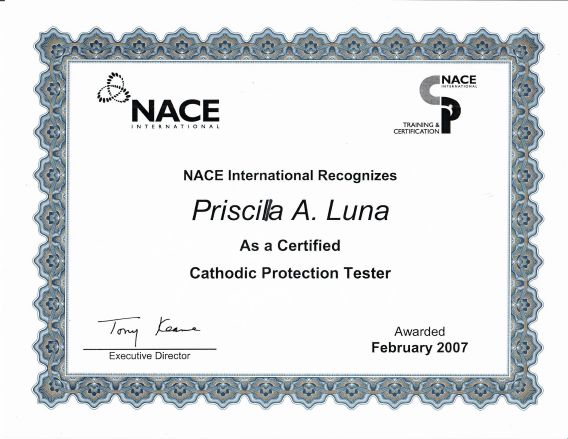 NACE
INTERNATIONAL
NACE
INTERNATIONAL
CP
TRAINING &
CERTIFICATION
NACE International Recognizes
Priscilla A. Luna
As a Certified
Cathodic Protection Tester
Tony Keane
Executive Director
Awarded
February 2007